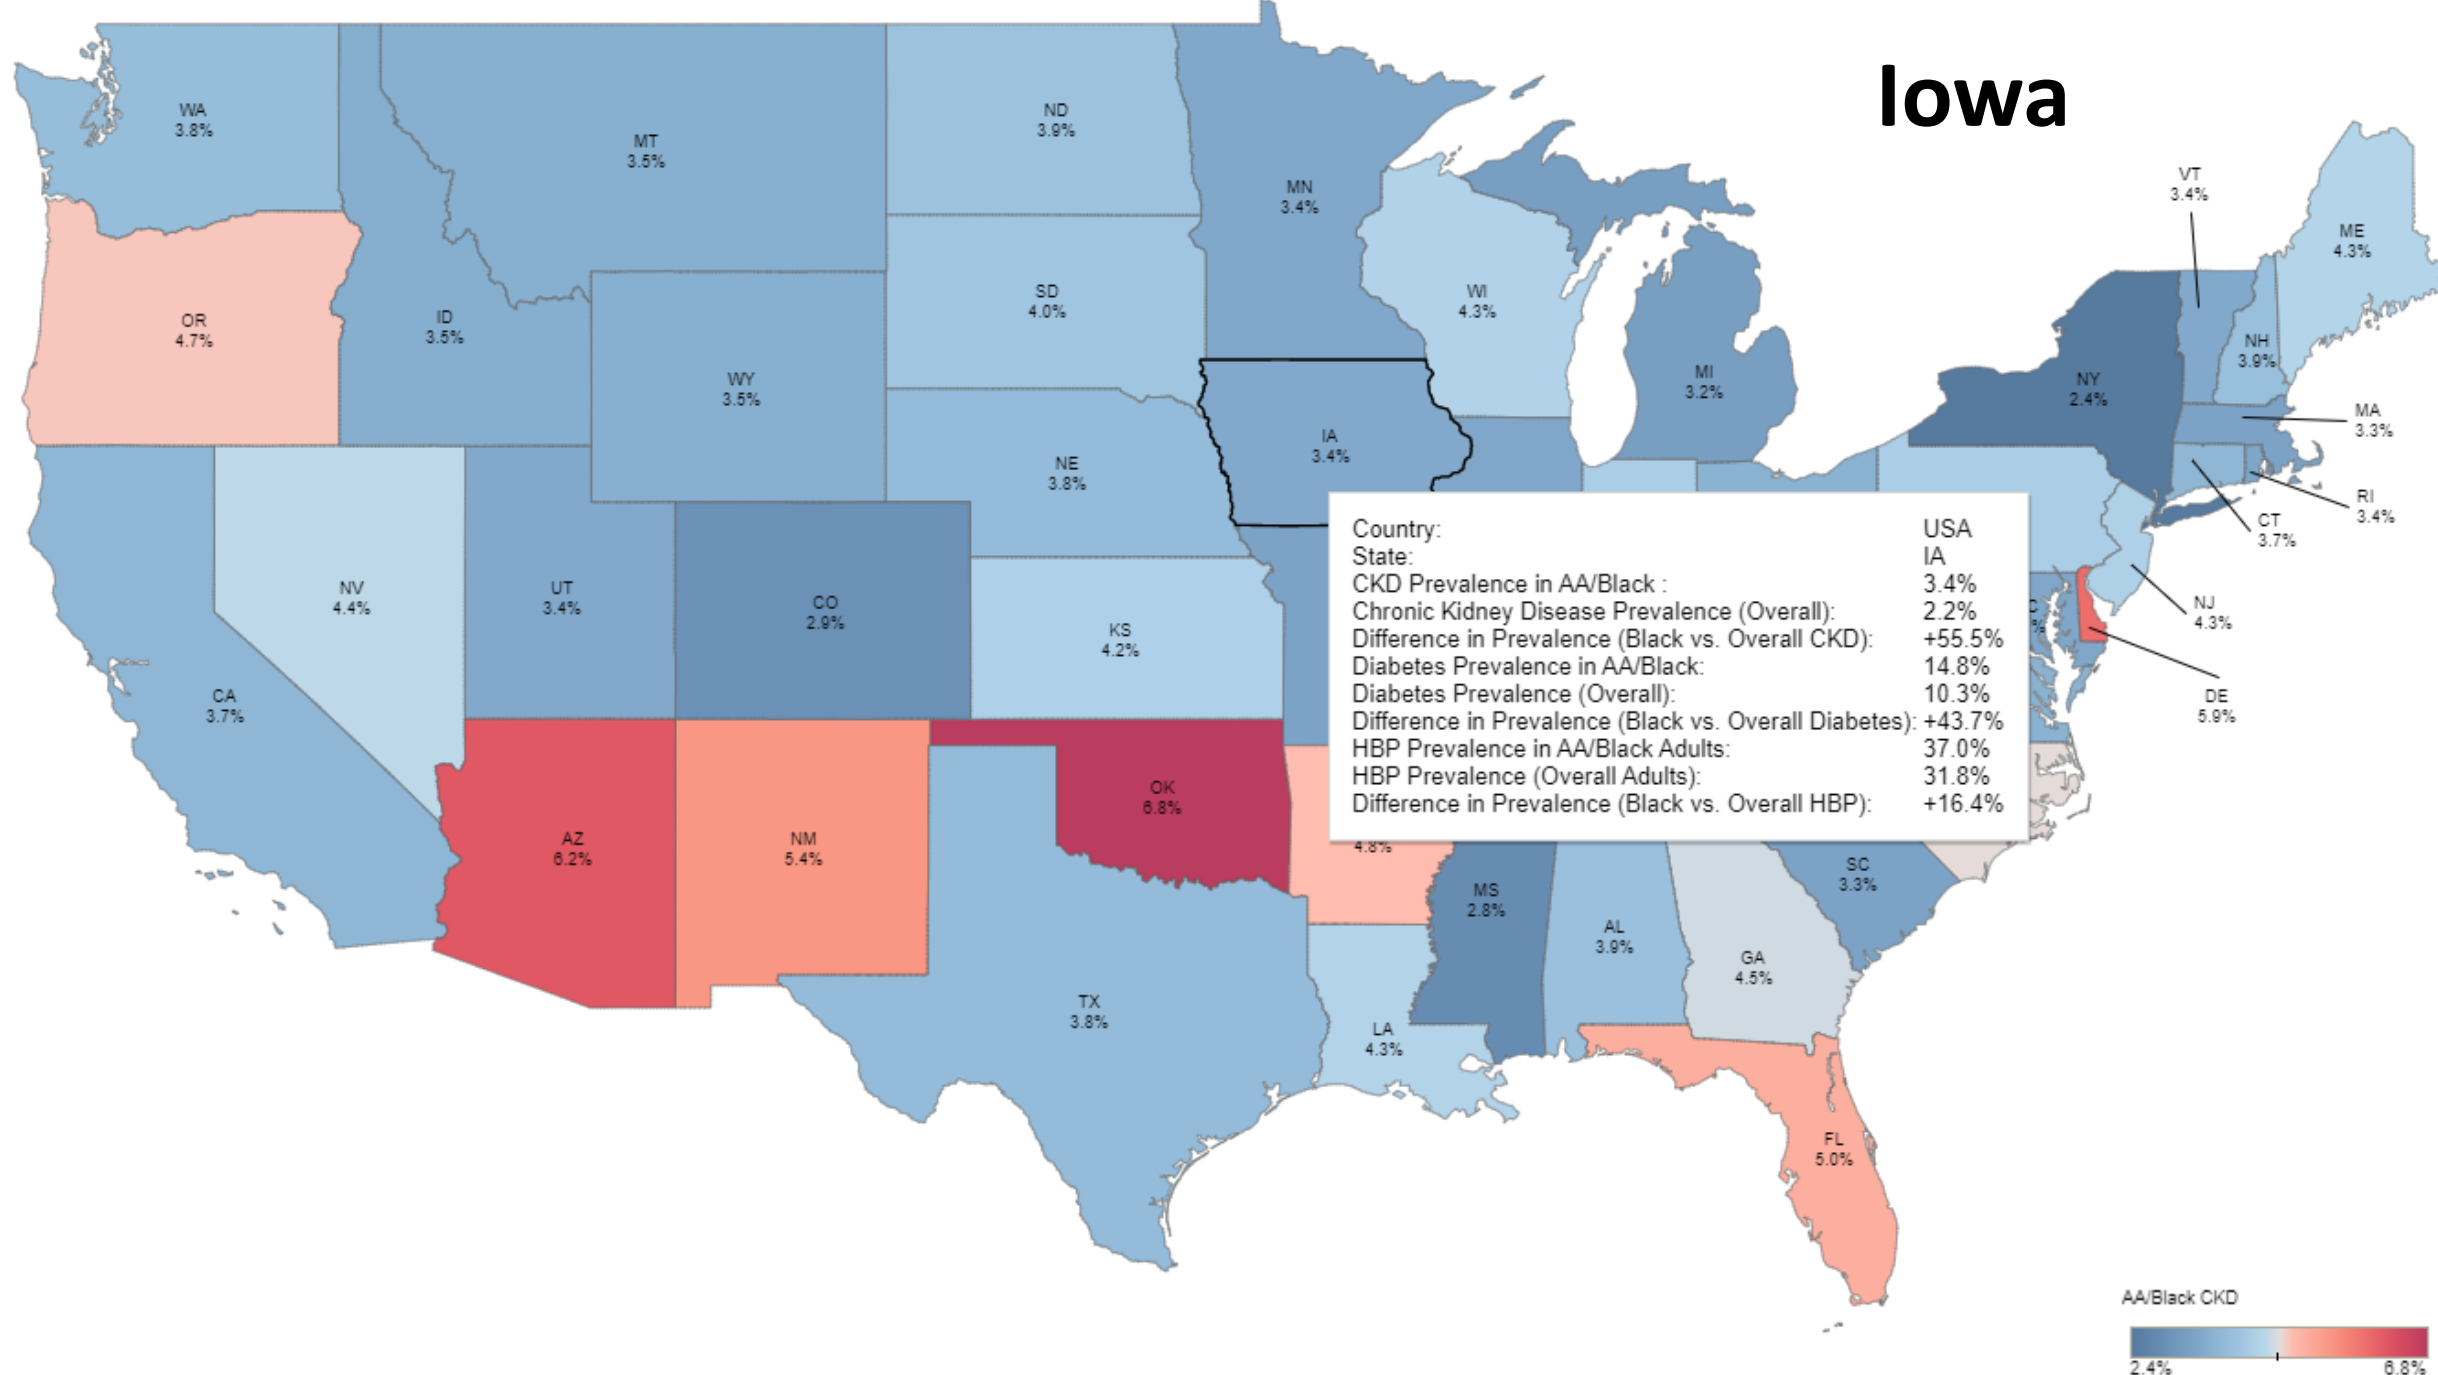 Iowa
WA
3.8%
MT
3.5%
ND
3.9%
MN
3.4%
VT
3.4%
ME
4.3%
OR
4.7%
ID
3.5%
SD
4.0%
WI
4.3%
WY
3.5%
MI
3.2%
NY
2.4%
NH
3.9%
MA
3.3%
IA
3.4%
NE
3.8%
RI
3.4%
CT
3.7%
NV
4.4%
UT
3.4%
CO
2.9%
KS
4.2%
CA
3.7%
NJ
4.3%
DE
5.9%
Country: USA
State: IA
CKD Prevalence in AA/Black : 3.4%
Chronic Kidney Disease Prevalence (Overall): 2.2%
Difference in Prevalence (Black vs. Overall CKD): +55.5%
Diabetes Prevalence in AA/Black: 14.8%
Diabetes Prevalence (Overall): 10.3%
Difference in Prevalence (Black vs. Overall Diabetes): +43.7%
HBP Prevalence in AA/Black Adults: 37.0%
HBP Prevalence (Overall Adults): 31.8%
Difference in Prevalence (Black vs. Overall HBP): +16.4%
AZ
6.2%
NM
5.4%
OK
6.8%
4.8%
MS
2.8%
AL
3.9%
GA
4.5%
SC
3.3%
TX
3.8%
LA
4.3%
FL
5.0%
AA/Black CKD
2.4% 6.8%